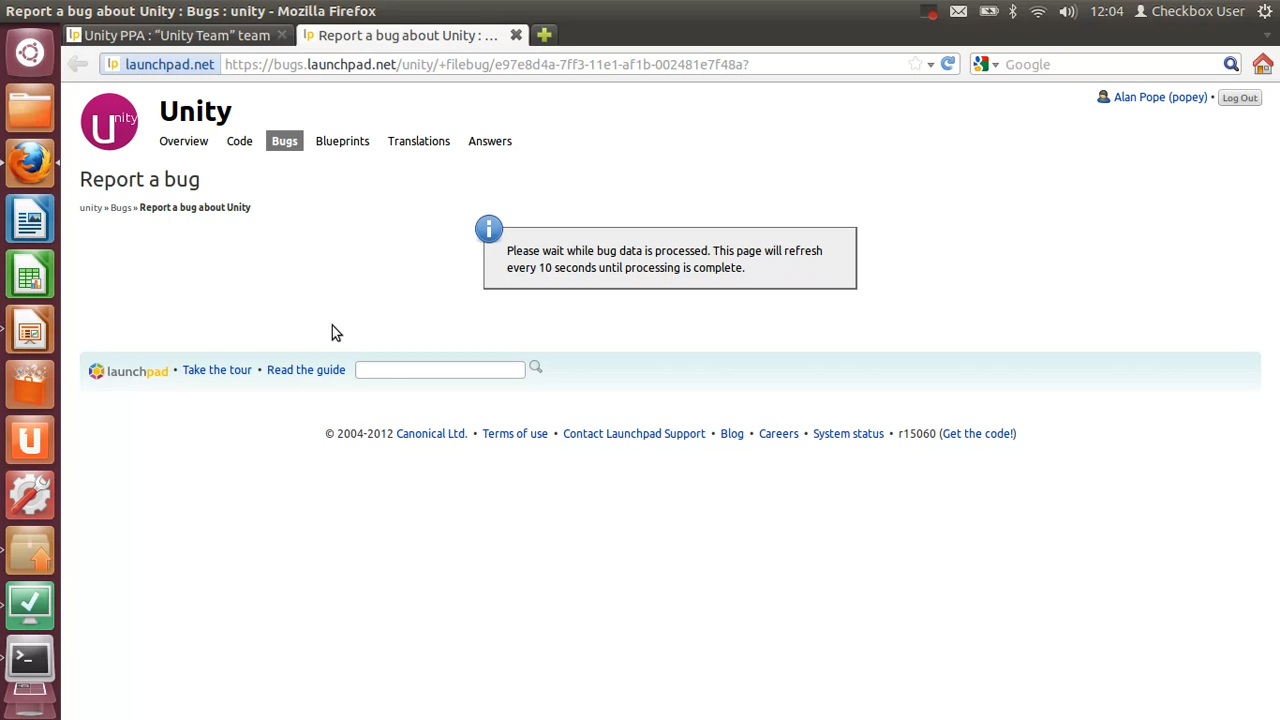 Report a bug about Unity : Bugs : unity - Mozilla Firefox
12:04 Checkbox User
Unity PPA : “Unity Team” team
Report a bug about Unity : ...
launchpad.net https://bugs.launchpad.net/unity/+filebug/e97e8d4a-7ff3-11e1-af1b-002481e7f48a?
Google
Alan Pope (popey) • Log Out
unity
Unity
Overview Code Bugs Blueprints Translations Answers
Report a bug
unity » Bugs » Report a bug about Unity
Please wait while bug data is processed. This page will refresh
every 10 seconds until processing is complete.
launchpad • Take the tour • Read the guide
© 2004-2012 Canonical Ltd. • Terms of use • Contact Launchpad Support • Blog • Careers • System status • r15060 (Get the code!)